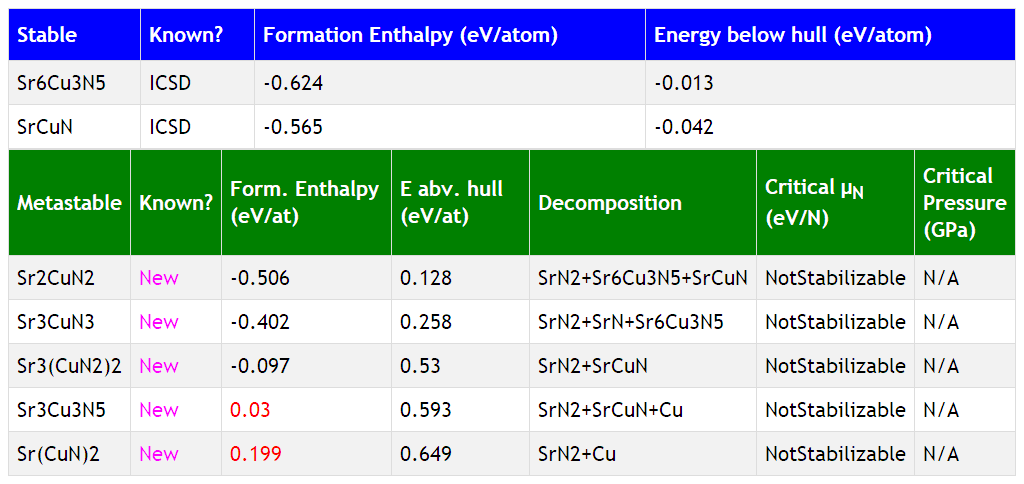 Stable Known? Formation Enthalpy (eV/atom) Energy below hull (eV/atom)
Sr6Cu3N5 ICSD -0.624 -0.013
SrCuN ICSD -0.565 -0.042
Metastable Known? Form. Enthalpy (eV/at) E abv. hull (eV/at) Decomposition Critical μN (eV/N) Critical Pressure (GPa)
Sr2CuN2 New -0.506 0.128 SrN2+Sr6Cu3N5+SrCuN NotStabilizable N/A
Sr3CuN3 New -0.402 0.258 SrN2+SrN+Sr6Cu3N5 NotStabilizable N/A
Sr3(CuN2)2 New -0.097 0.53 SrN2+SrCuN NotStabilizable N/A
Sr3Cu3N5 New 0.03 0.593 SrN2+SrCuN+Cu NotStabilizable N/A
Sr(CuN)2 New 0.199 0.649 SrN2+Cu NotStabilizable N/A